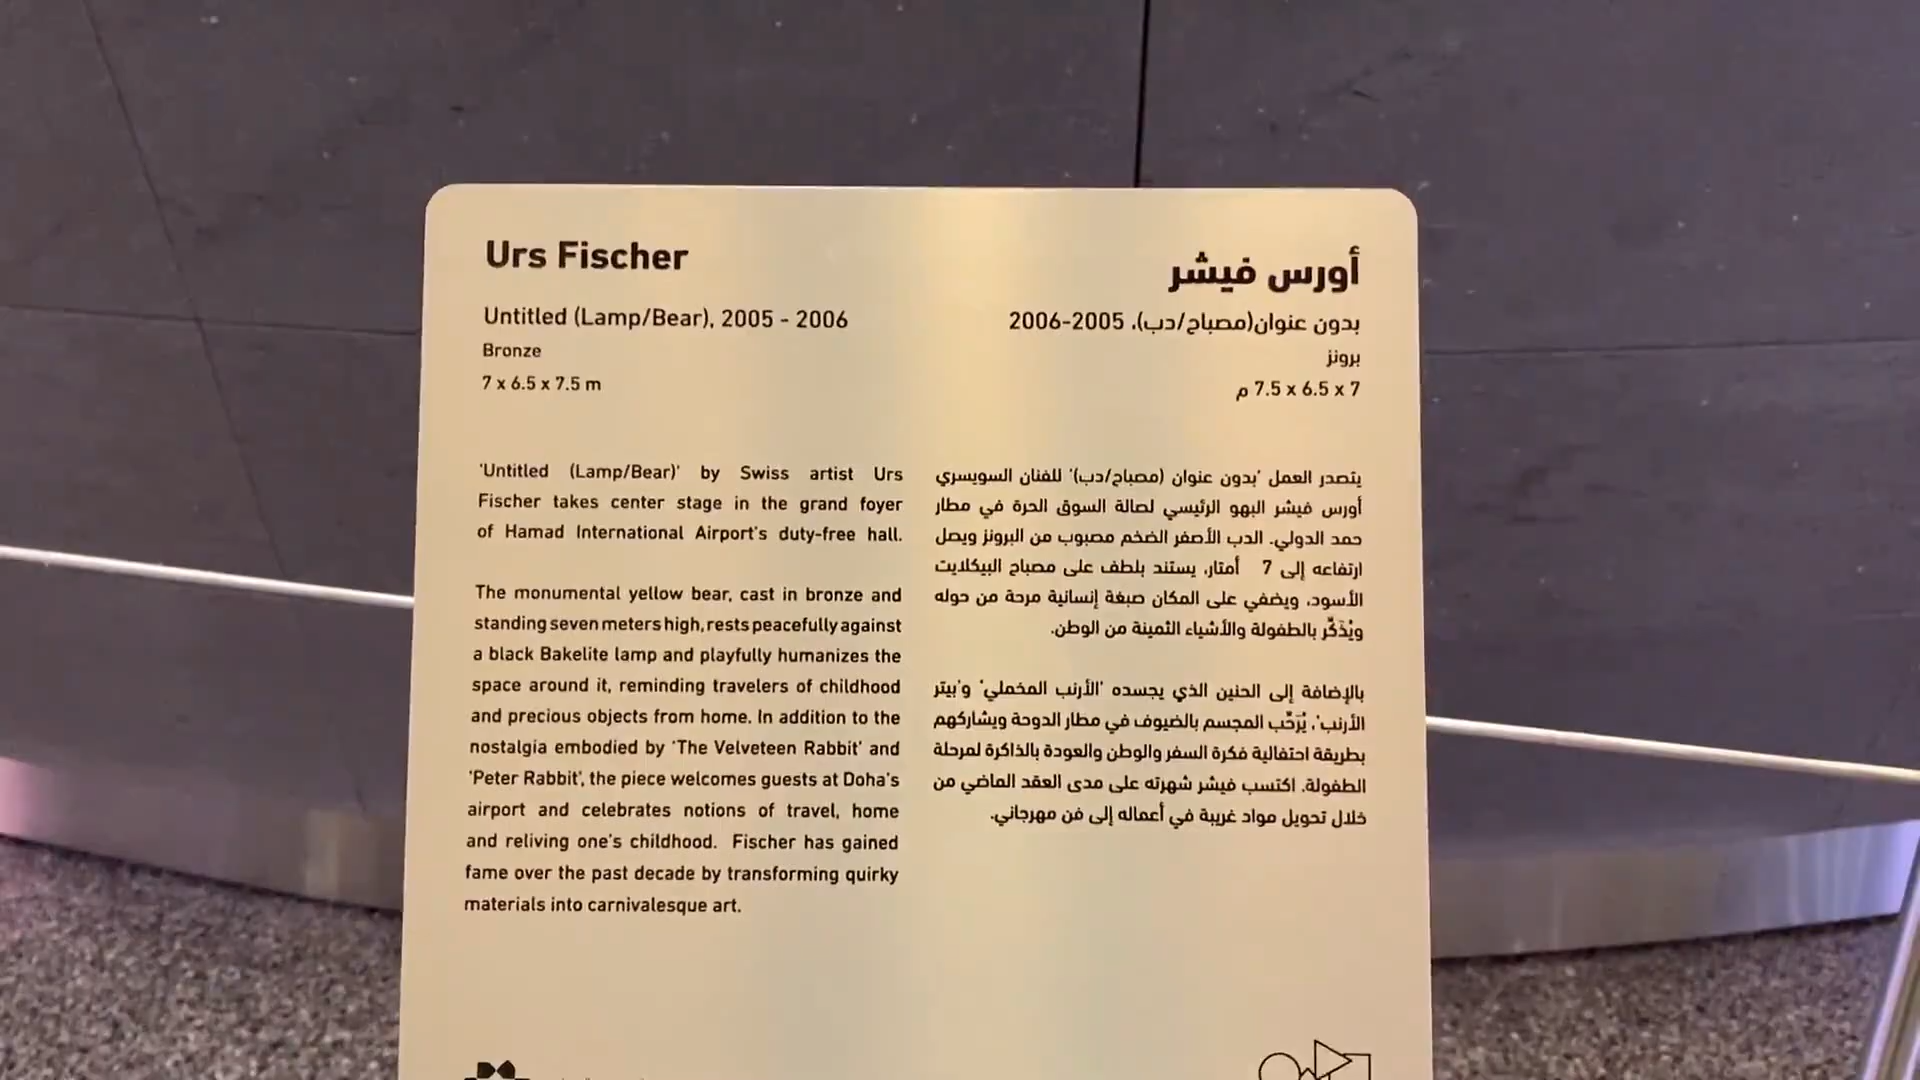 Urs Fischer
Untitled (Lamp/Bear), 2005 - 2006
Bronze
7 x 6.5 x 7.5 m
'Untitled (Lamp/Bear)' by Swiss artist Urs
Fischer takes center stage in the grand foyer
of Hamad International Airport's duty-free hall.
The monumental yellow bear, cast in bronze and
standing seven meters high, rests peacefully against
a black Bakelite lamp and playfully humanizes the
space around it, reminding travelers of childhood
and precious objects from home. In addition to the
nostalgia embodied by 'The Velveteen Rabbit' and
'Peter Rabbit', the piece welcomes guests at Doha's
airport and celebrates notions of travel, home
and reliving one's childhood. Fischer has gained
fame over the past decade by transforming quirky
materials into carnivalesque art.
أورس فيشر
بدون عنوان(مصباح/دب)، 2005-2006
برونز
7 x 6.5 x 7.5 م
يتصدر العمل 'بدون عنوان (مصباح/دب)' للفنان السويسري
أورس فيشر البهو الرئيسي لصالة السوق الحرة في مطار
حمد الدولي. الدب الأصفر الضخم مصبوب من البرونز ويصل
ارتفاعه إلى 7 أمتار، يستند بلطف على مصباح البيكلايت
الأسود، ويضفي على المكان صبغة إنسانية مرحة من حوله
ويُذَكِّر بالطفولة والأشياء الثمينة من الوطن.
بالإضافة إلى الحنين الذي يجسده 'الأرنب المخملي' و'بيتر
الأرنب'، يُرَحِّب المجسم بالضيوف في مطار الدوحة ويشاركهم
بطريقة احتفالية فكرة السفر والوطن والعودة بالذاكرة لمرحلة
الطفولة. اكتسب فيشر شهرته على مدى العقد الماضي من
خلال تحويل مواد غريبة في أعماله إلى فن مهرجاني.